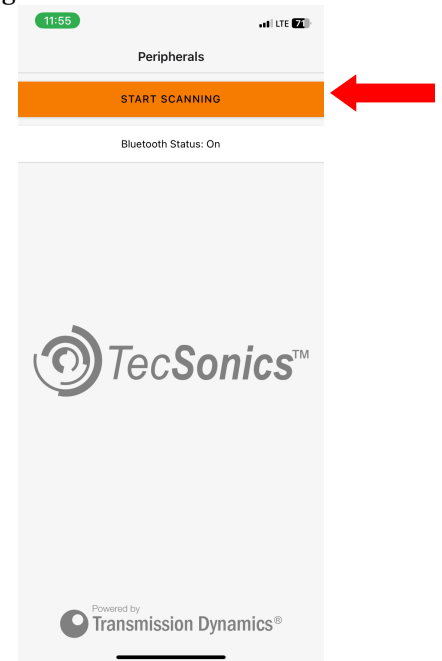 g
11:55
LTE 71
Peripherals
START SCANNING
Bluetooth Status: On
TecSonics™
Powered by
Transmission Dynamics®